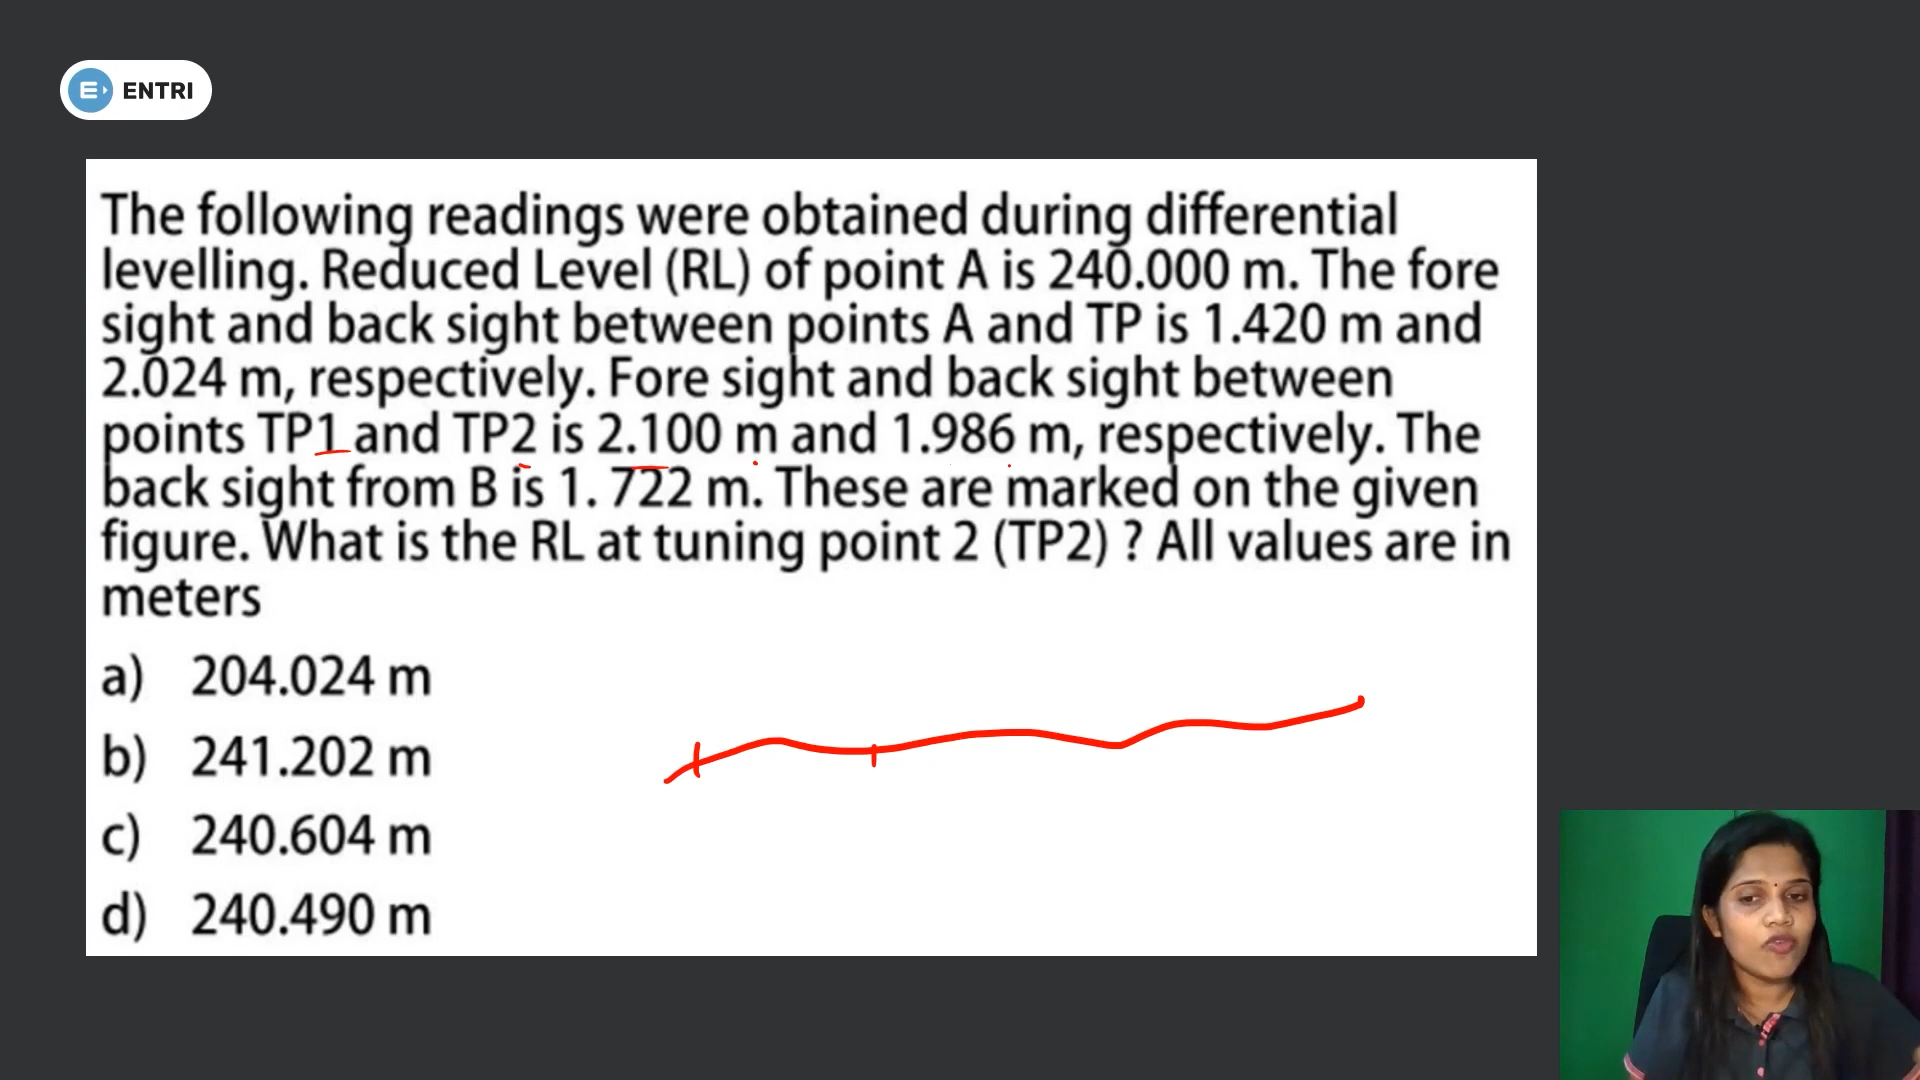 ENTRI
The following readings were obtained during differential
levelling. Reduced Level (RL) of point A is 240.000 m. The fore
sight and back sight between points A and TP is 1.420 m and
2.024 m, respectively. Fore sight and back sight between
points TP1 and TP2 is 2.100 m and 1.986 m, respectively. The
back sight from B is 1. 722 m. These are marked on the given
figure. What is the RL at tuning point 2 (TP2) ? All values are in
meters
a) 204.024 m
b) 241.202 m
c) 240.604 m
d) 240.490 m